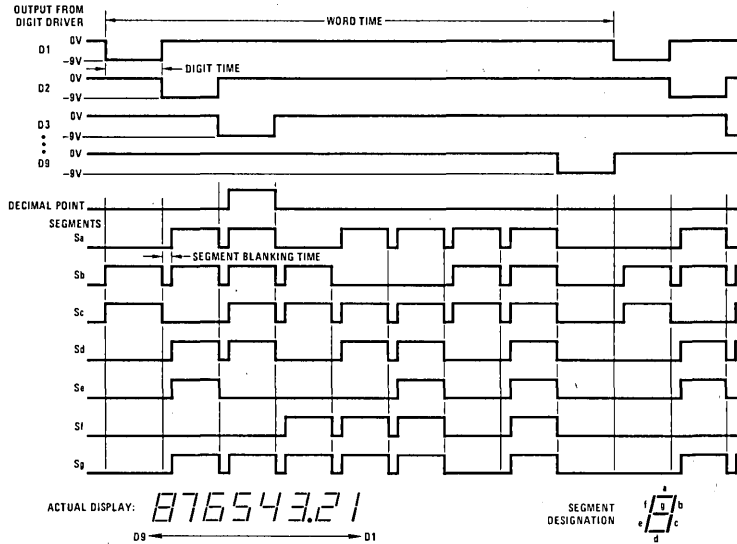 OUTPUT FROM
DIGIT DRIVER
WORD TIME
D1
0V
-9V
DIGIT TIME
D2
0V
-9V
D3
0V
-9V
D9
0V
-9V
DECIMAL POINT
SEGMENTS
Sa
SEGMENT BLANKING TIME
Sb
Sc
Sd
Se
Sf
Sg
ACTUAL DISPLAY: 876543.21
D9 D1
SEGMENT
DESIGNATION
a
f g b
e c
d